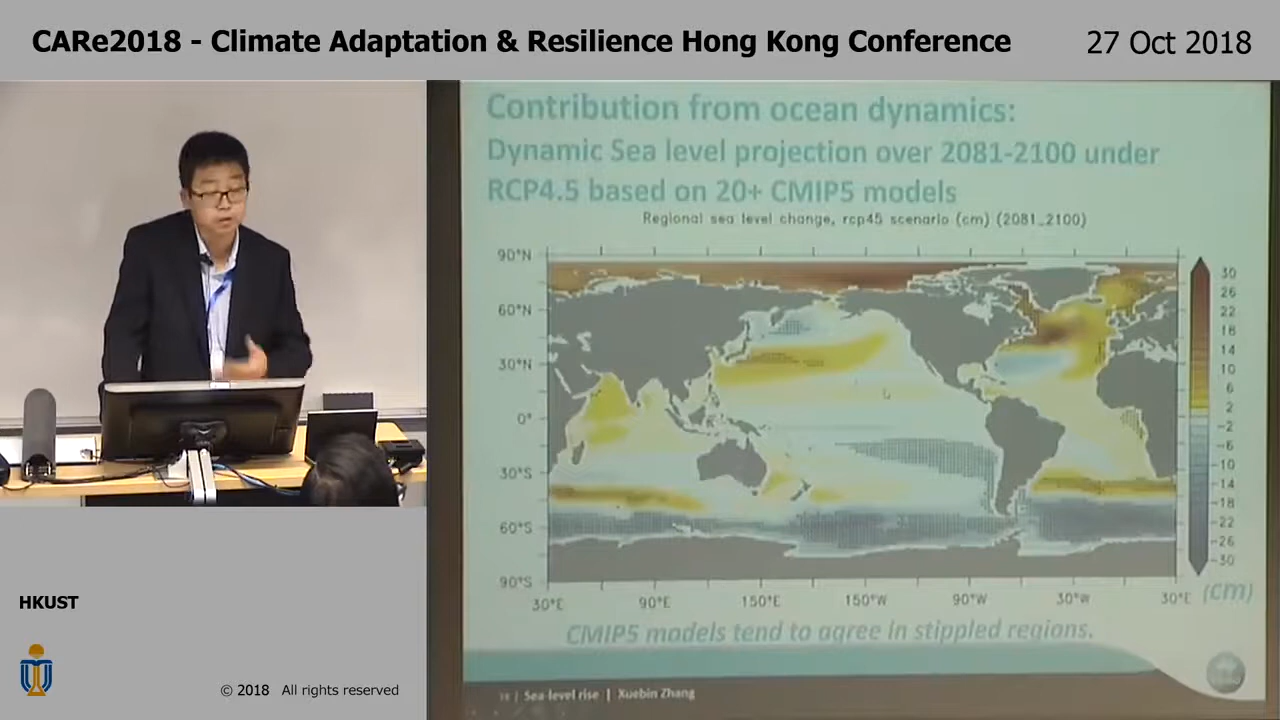 CARe2018 - Climate Adaptation & Resilience Hong Kong Conference
27 Oct 2018
Contribution from ocean dynamics:
Dynamic Sea level projection over 2081-2100 under
RCP4.5 based on 20+ CMIP5 models
Regional sea level change, rcp45 scenario (cm) (2081_2100)
90°N
60°N
30°N
0°
30°S
60°S
90°S
30°E 90°E 150°E 150°W 90°W 30°W 30°E
30
26
22
18
14
10
6
2
-2
-6
-10
-14
-18
-22
-26
-30
(cm)
CMIP5 models tend to agree in stippled regions.
Sea-level rise | Xuebin Zhang
HKUST
© 2018 All rights reserved